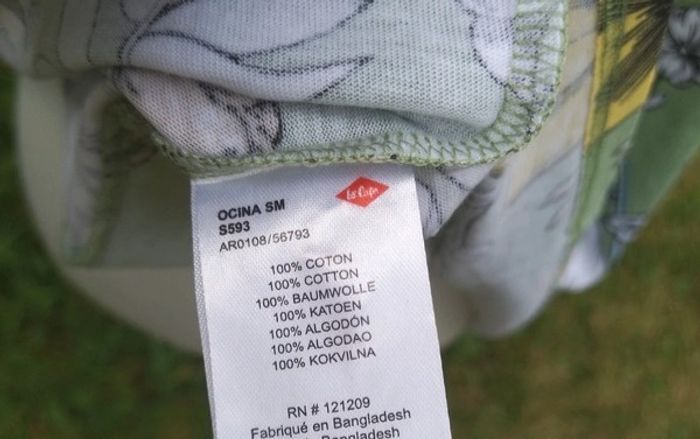 OCINA SM
Lee Cooper
S593
AR0108/56793
100% COTON
100% COTTON
100% BAUMWOLLE
100% KATOEN
100% ALGODÓN
100% ALGODAO
100% KOKVILNA
RN # 121209
Fabriqué en Bangladesh
Bangladesh